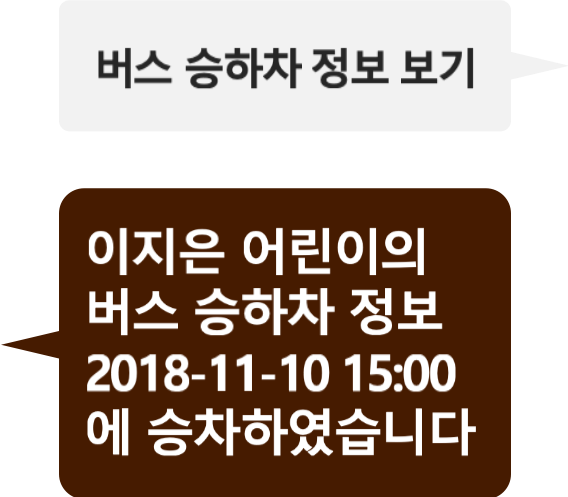 버스 승하차 정보 보기
이지은 어린이의
버스 승하차 정보
2018-11-10 15:00
에 승차하였습니다